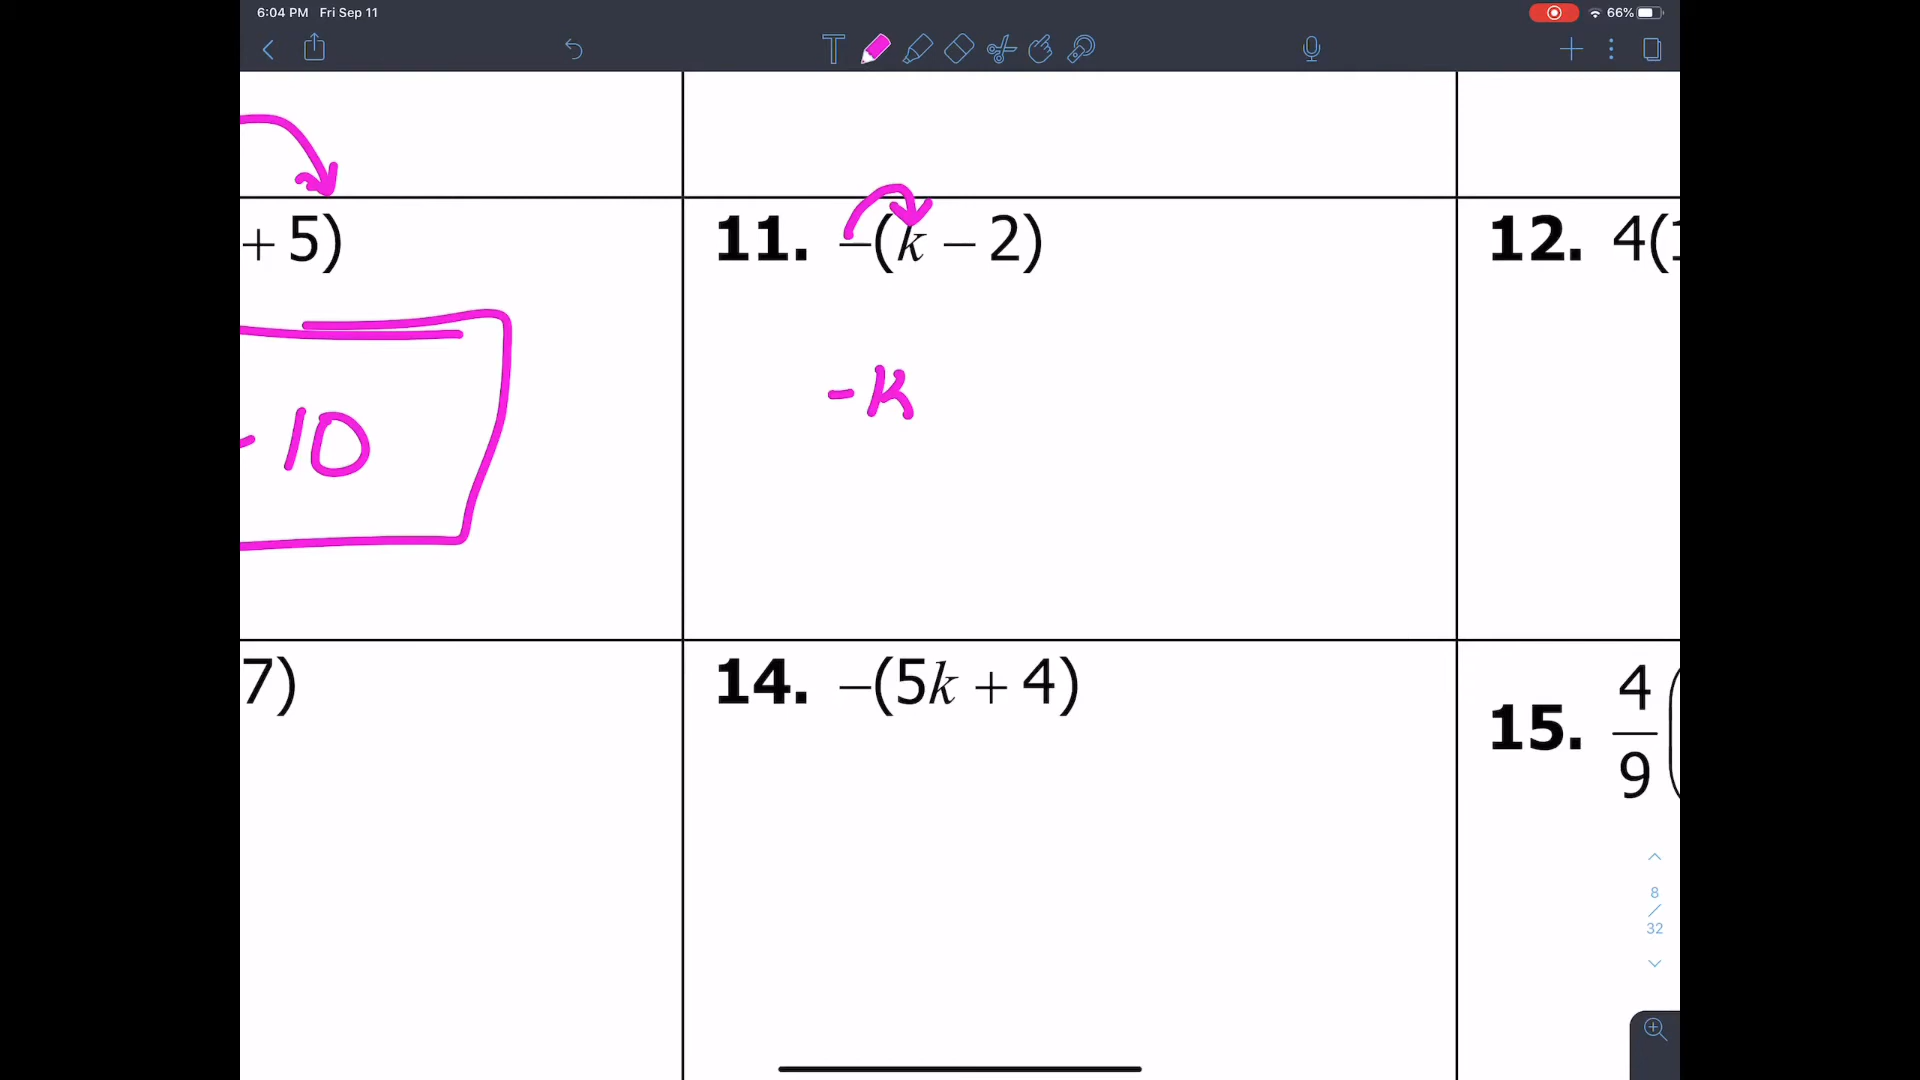 6:04 PM Fri Sep 11 66%
T
+ 5)
11. –(k – 2)
12. 4(
- 10
-k
7)
14. –(5k + 4)
15. 4/9(
8
/
32